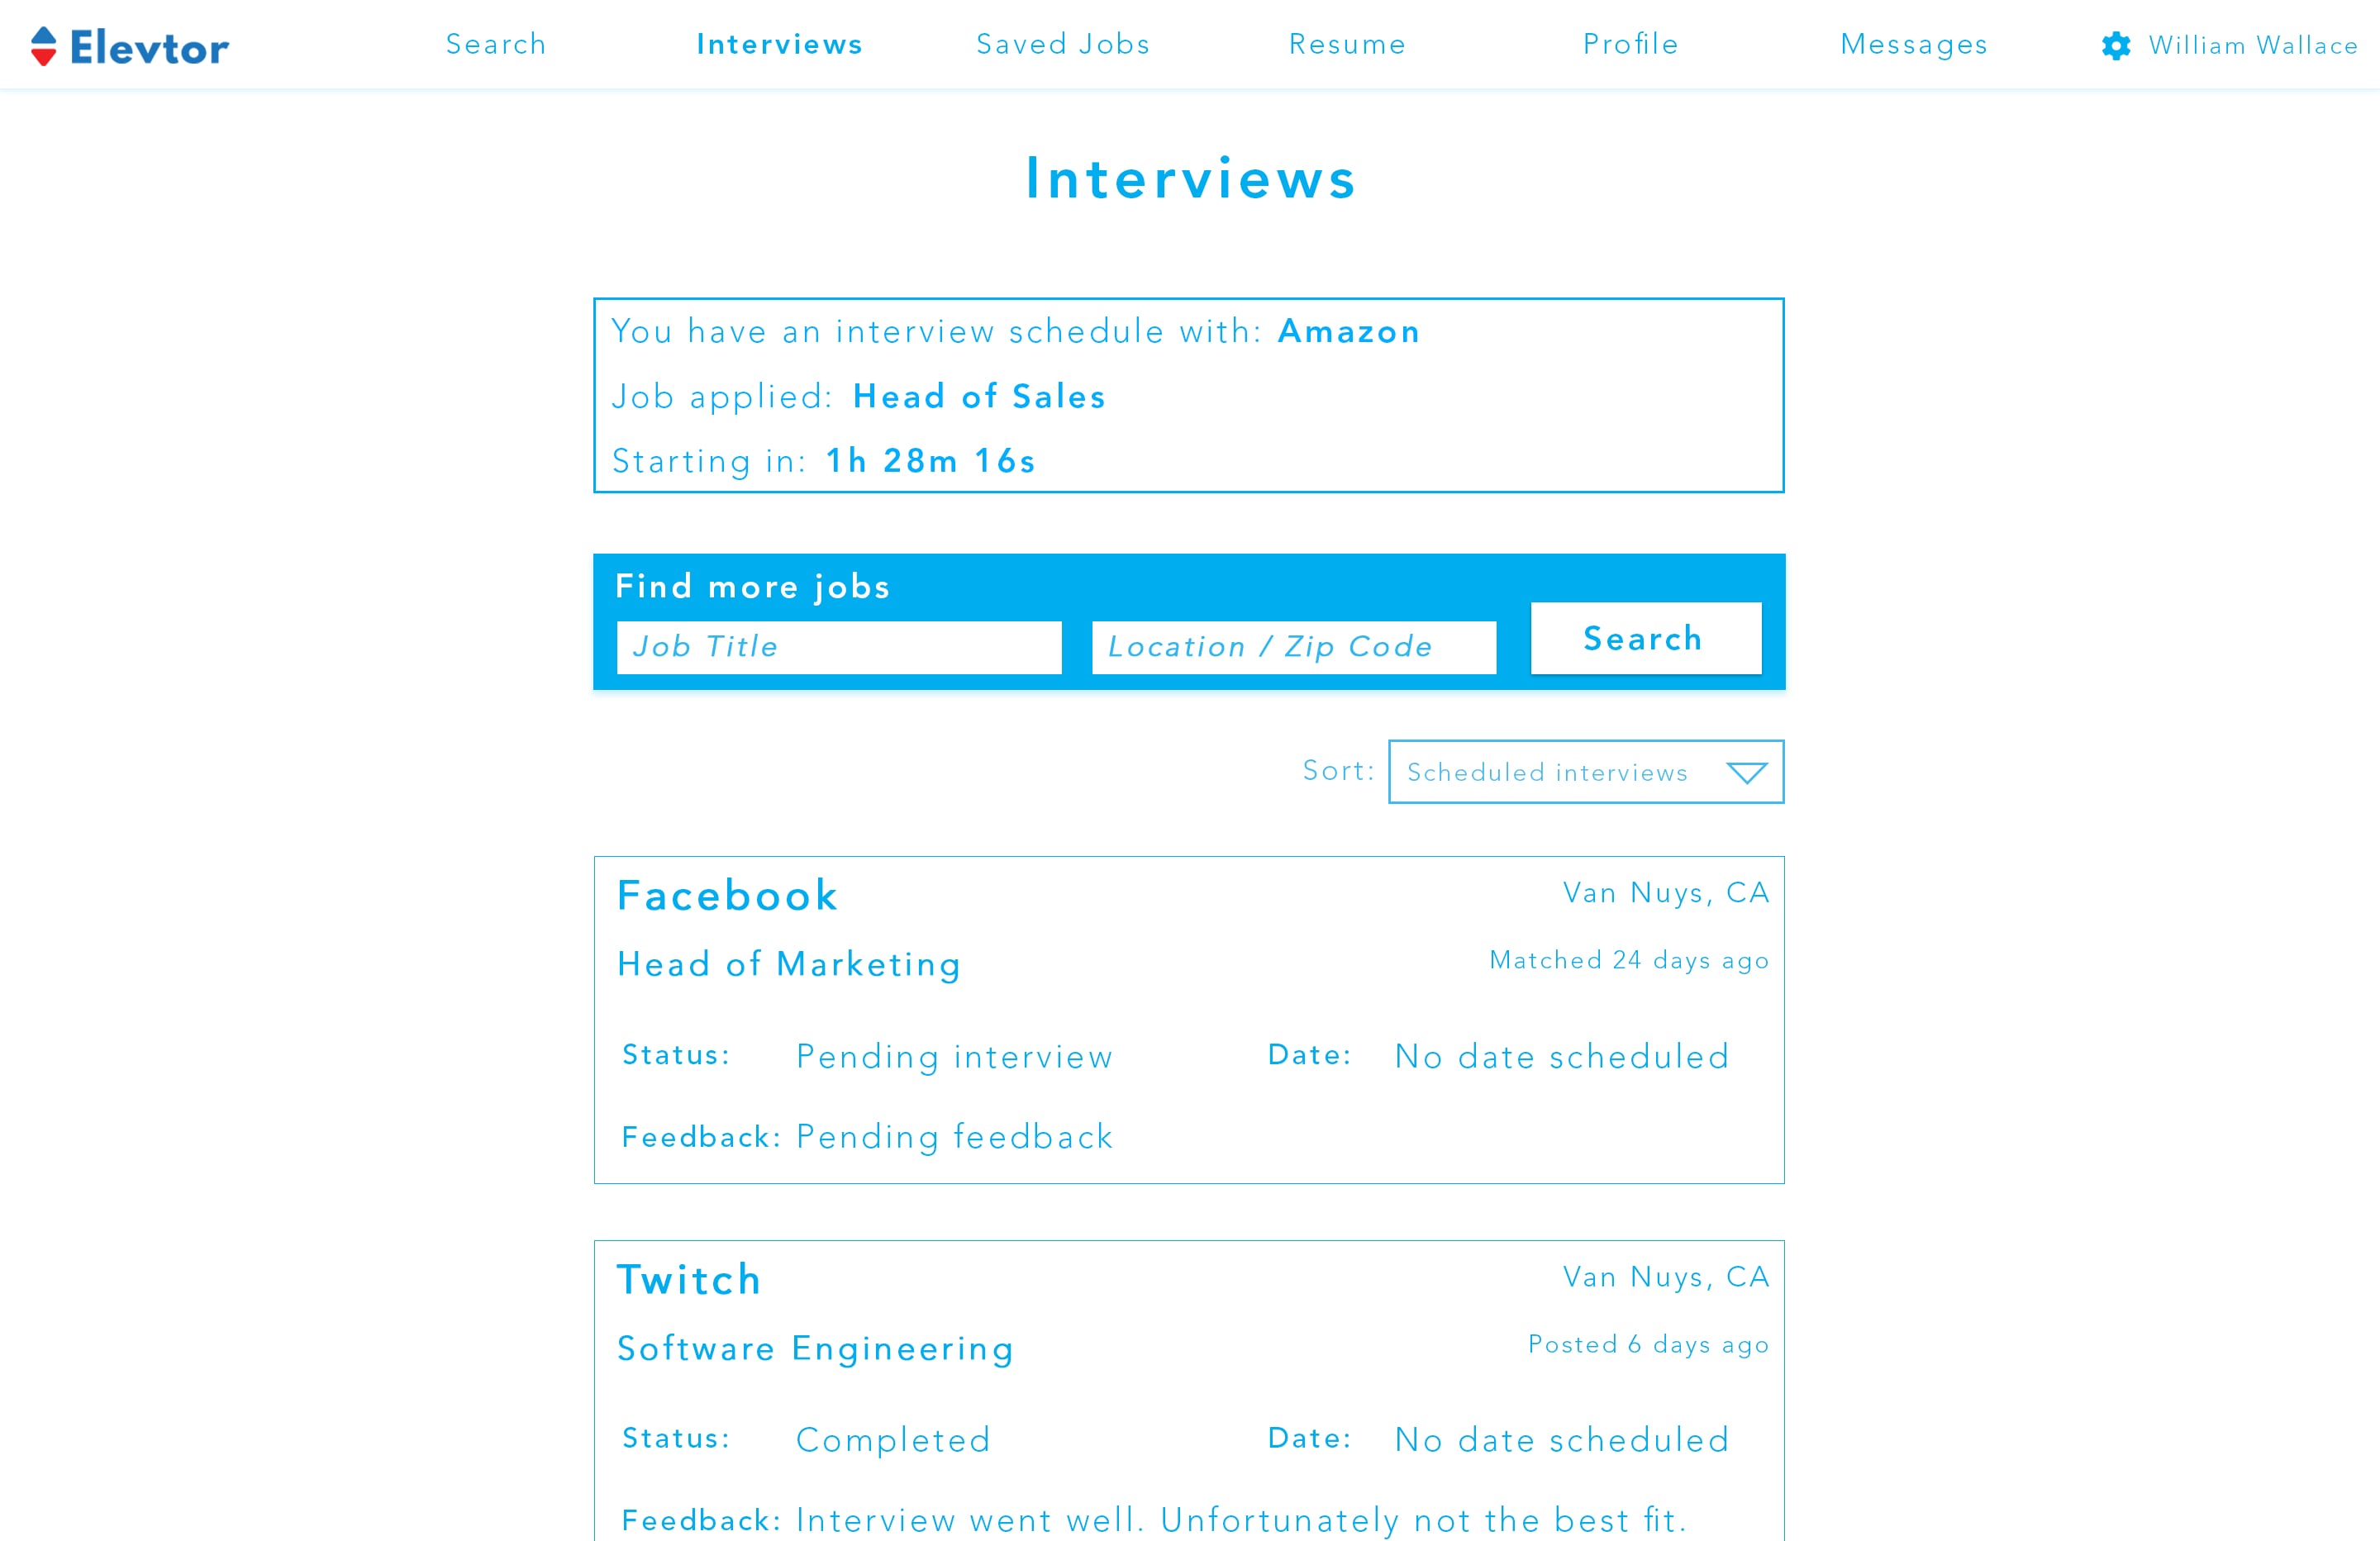 Elevtor Search Interviews Saved Jobs Resume Profile Messages William Wallace
Interviews
You have an interview schedule with: Amazon
Job applied: Head of Sales
Starting in: 1h 28m 16s
Find more jobs
Job Title Location / Zip Code Search
Sort: Scheduled interviews
Facebook Van Nuys, CA
Head of Marketing Matched 24 days ago
Status: Pending interview Date: No date scheduled
Feedback: Pending feedback
Twitch Van Nuys, CA
Software Engineering Posted 6 days ago
Status: Completed Date: No date scheduled
Feedback: Interview went well. Unfortunately not the best fit.